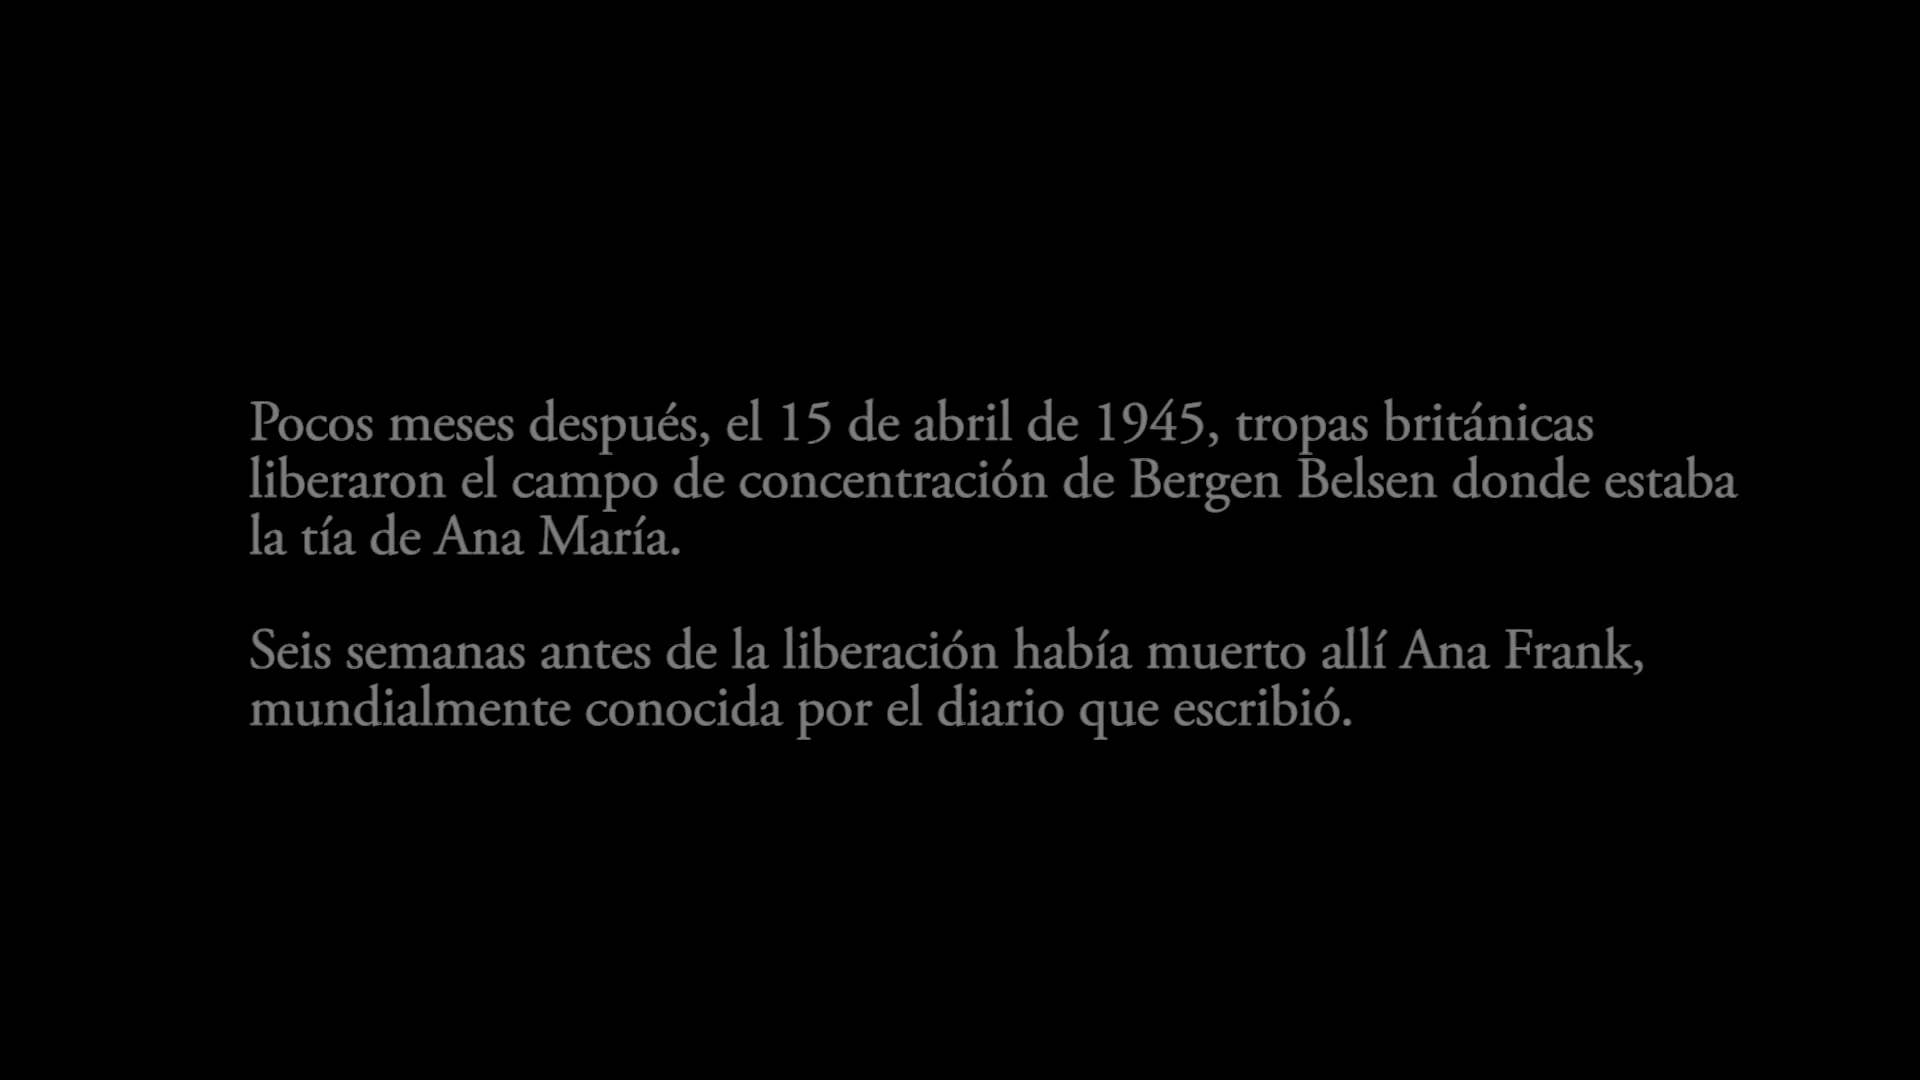 Pocos meses después, el 15 de abril de 1945, tropas británicas
liberaron el campo de concentración de Bergen Belsen donde estaba
la tía de Ana María.
Seis semanas antes de la liberación había muerto allí Ana Frank,
mundialmente conocida por el diario que escribió.